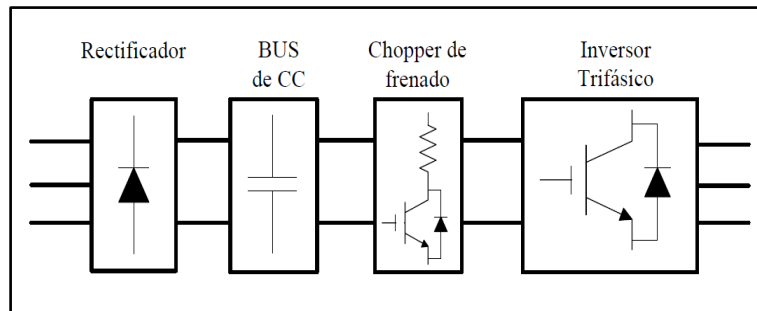 Rectificador
BUS
de CC
Chopper de
frenado
Inversor
Trifásico